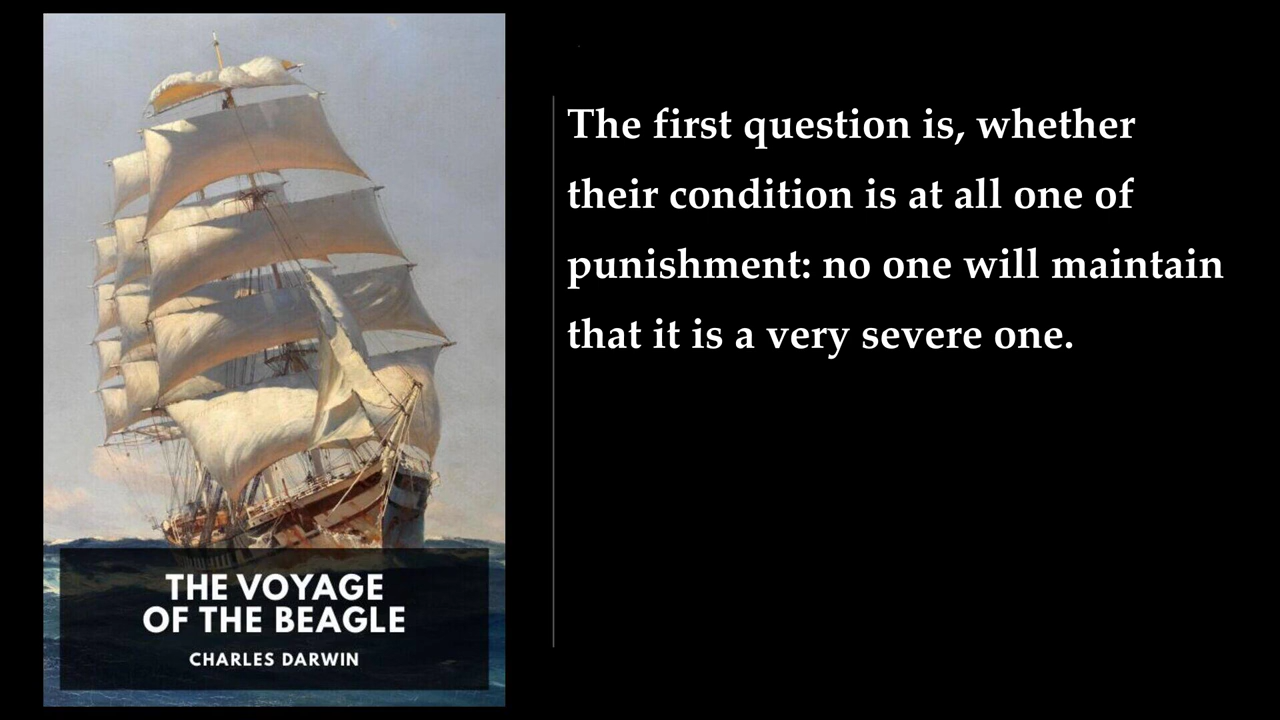 The first question is, whether
their condition is at all one of
punishment: no one will maintain
that it is a very severe one.
THE VOYAGE
OF THE BEAGLE
CHARLES DARWIN